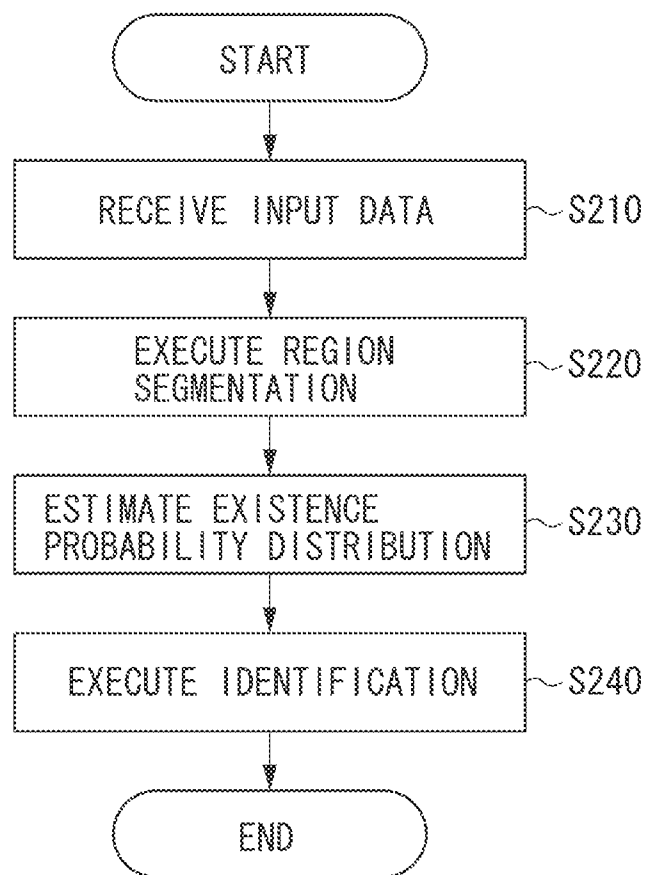 START
RECEIVE INPUT DATA
S210
EXECUTE REGION
SEGMENTATION
S220
ESTIMATE EXISTENCE
PROBABILITY DISTRIBUTION
S230
EXECUTE IDENTIFICATION
S240
END